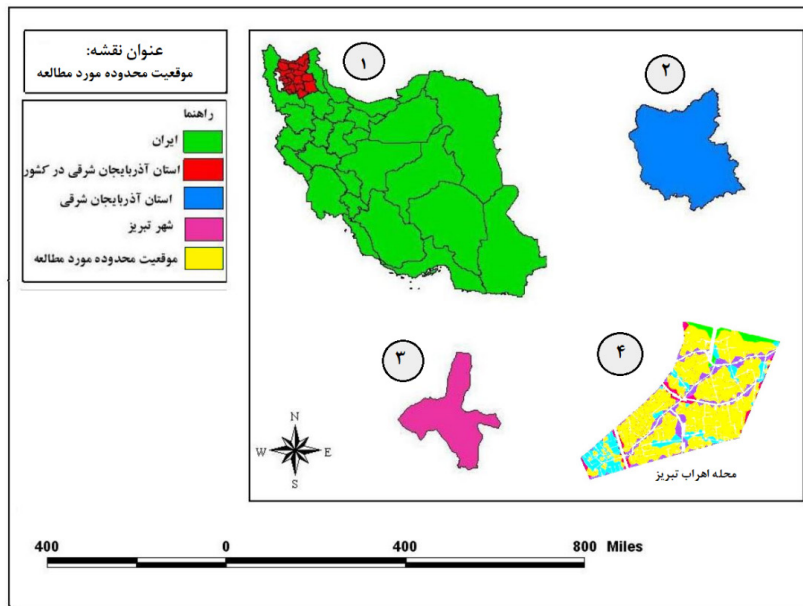 عنوان نقشه:
موقعیت محدوده مورد مطالعه
راهنما
ایران
استان آذربایجان شرقی در کشور
استان آذربایجان شرقی
شهر تبریز
موقعیت محدوده مورد مطالعه
۱
۲
۳
۴
محله اهراب تبریز
N
W E
S
400 0 400 800 Miles